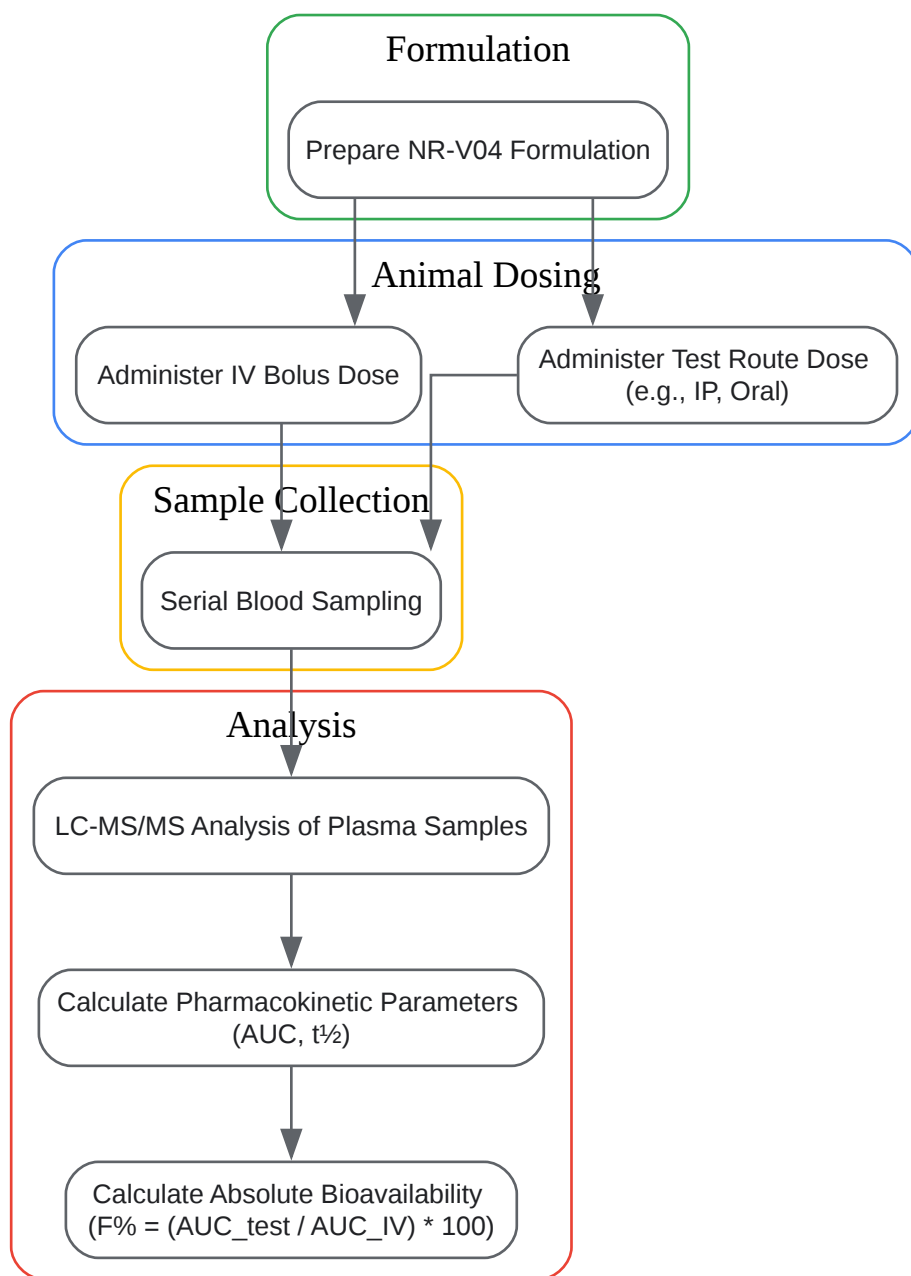 Formulation
Prepare NR-V04 Formulation
Animal Dosing
Administer IV Bolus Dose
Administer Test Route Dose
(e.g., IP, Oral)
Sample Collection
Serial Blood Sampling
Analysis
LC-MS/MS Analysis of Plasma Samples
Calculate Pharmacokinetic Parameters
(AUC, t½)
Calculate Absolute Bioavailability
(F% = (AUC_test / AUC_IV) * 100)